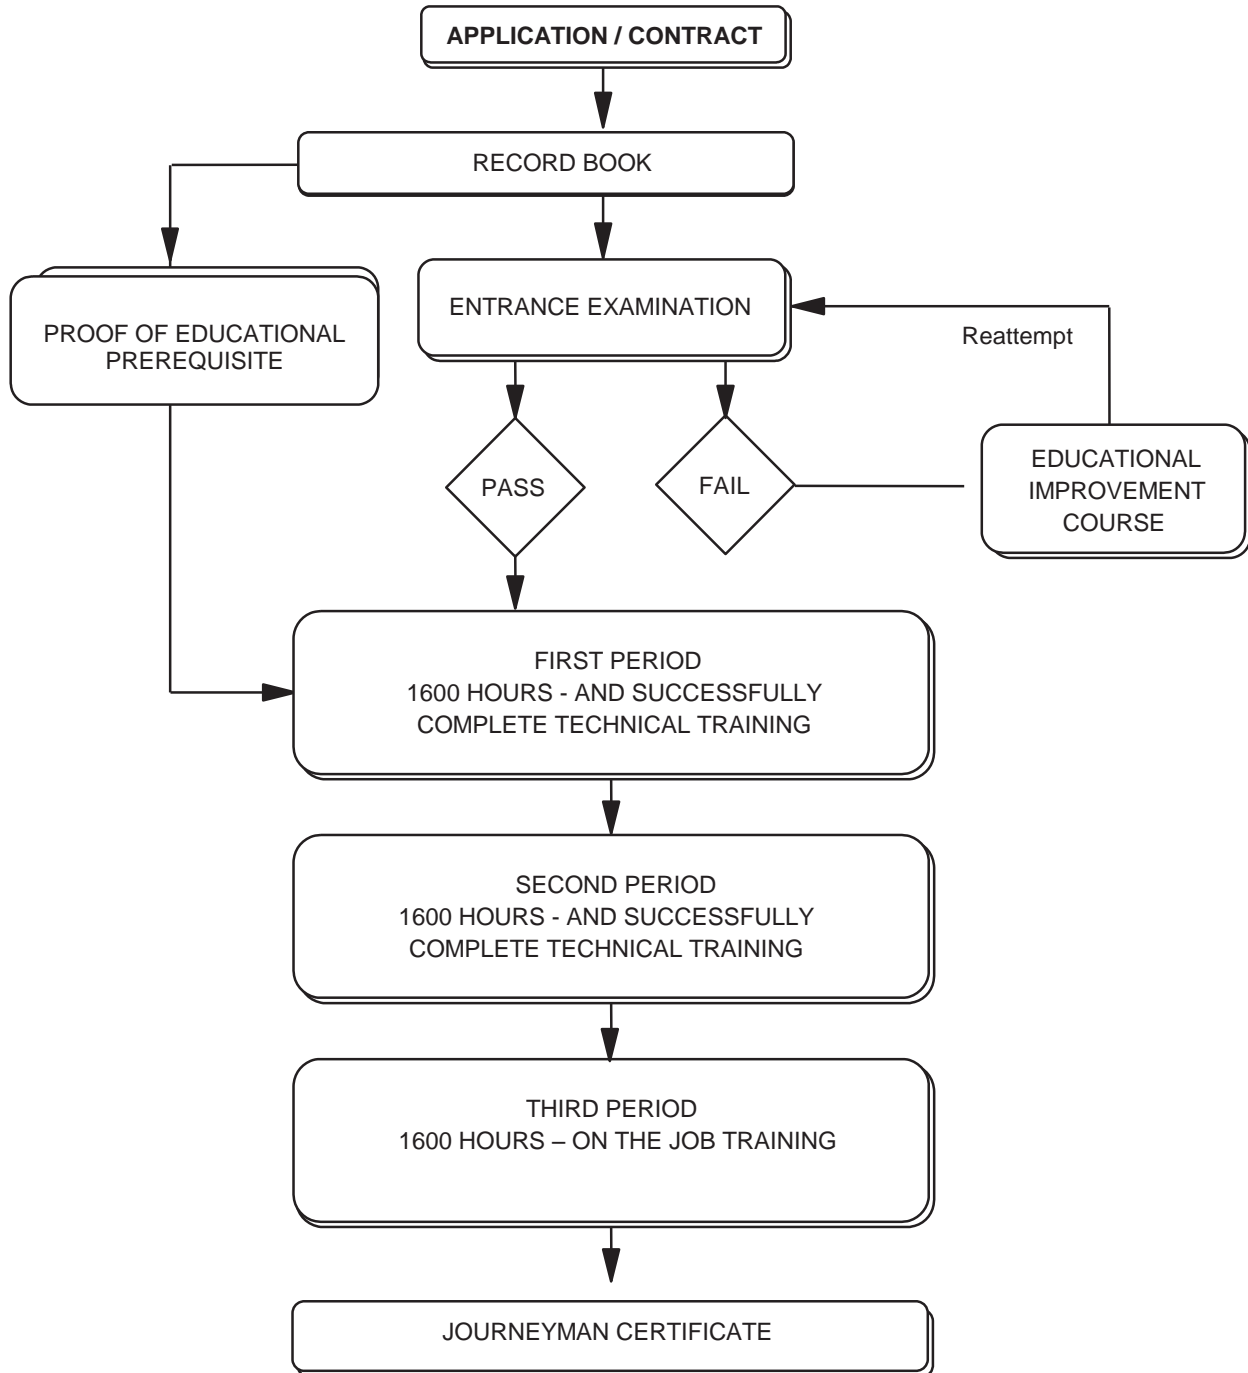 APPLICATION / CONTRACT
RECORD BOOK
PROOF OF EDUCATIONAL
PREREQUISITE
ENTRANCE EXAMINATION
Reattempt
PASS
FAIL
EDUCATIONAL
IMPROVEMENT
COURSE
FIRST PERIOD
1600 HOURS - AND SUCCESSFULLY
COMPLETE TECHNICAL TRAINING
SECOND PERIOD
1600 HOURS - AND SUCCESSFULLY
COMPLETE TECHNICAL TRAINING
THIRD PERIOD
1600 HOURS – ON THE JOB TRAINING
JOURNEYMAN CERTIFICATE